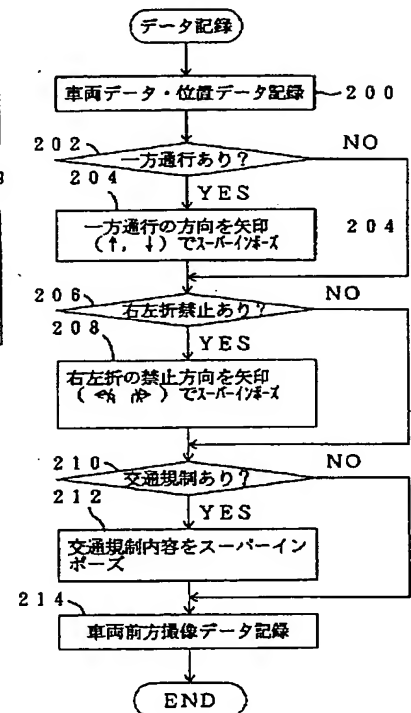 データ記録
車両データ・位置データ記録
200
202
一方通行あり?
NO
204
YES
一方通行の方向を矢印
(↑, ↓)でスーパーインポーズ
204
206
右左折禁止あり?
NO
208
YES
右左折の禁止方向を矢印
( )でスーパーインポーズ
210
交通規制あり?
NO
212
YES
交通規制内容をスーパーイン
ポーズ
214
車両前方撮像データ記録
END